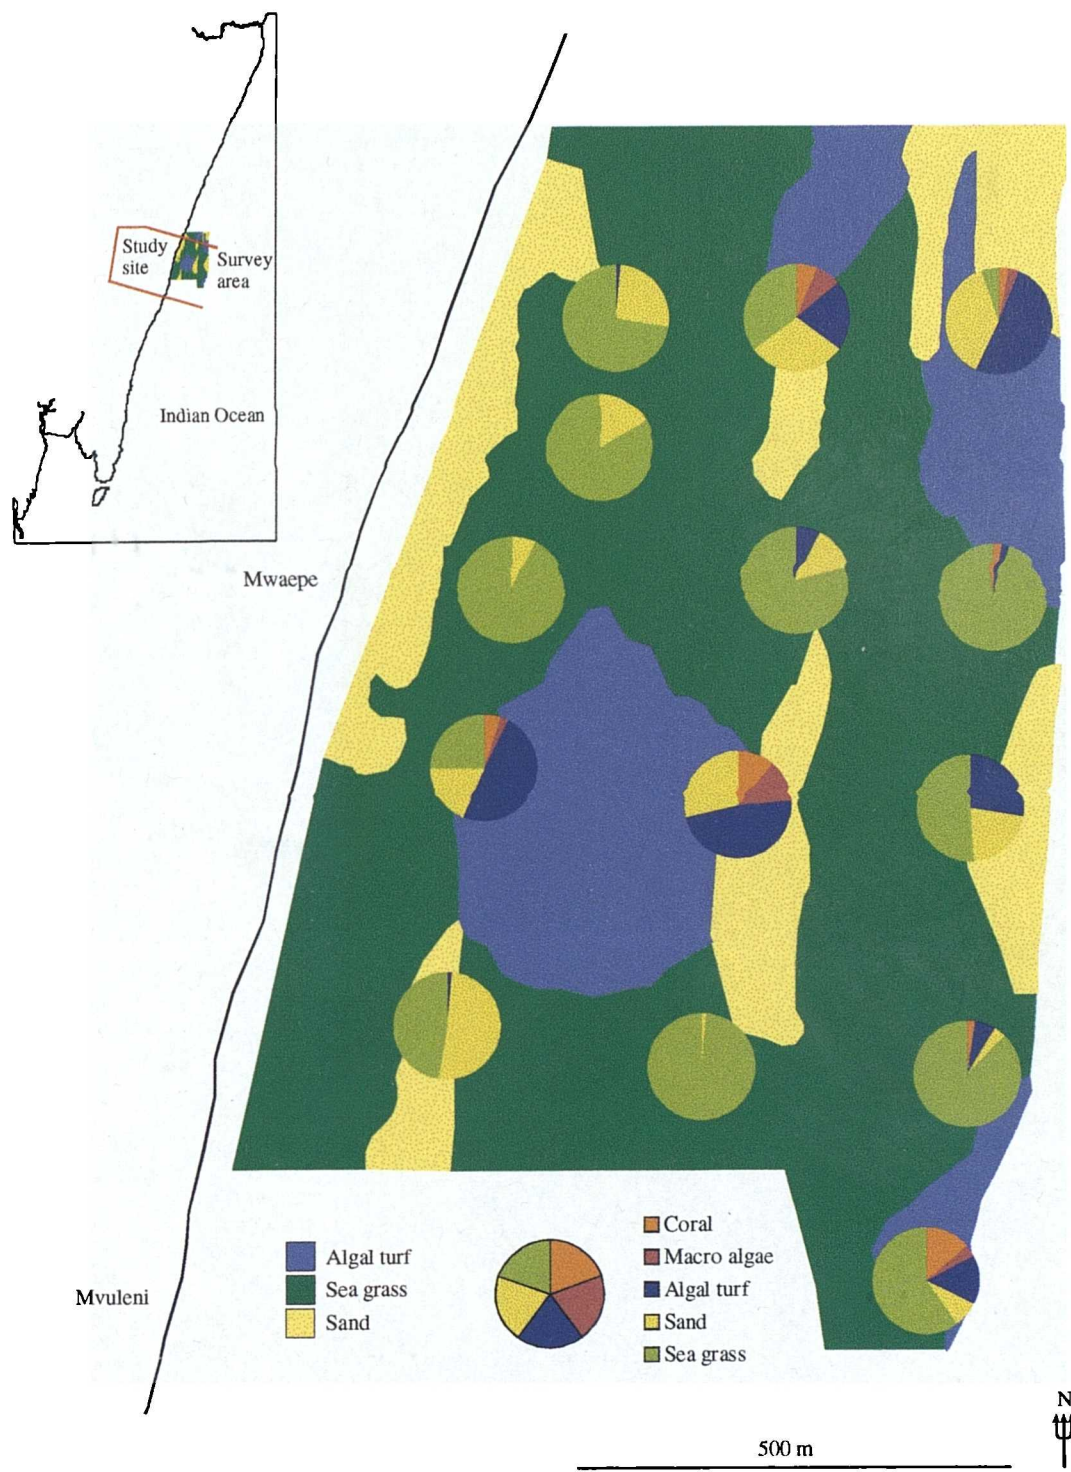 Study
site
Survey
area
Indian Ocean
Mwaepe
Mvuleni
Algal turf
Sea grass
Sand
Coral
Macro algae
Algal turf
Sand
Sea grass
N
500 m